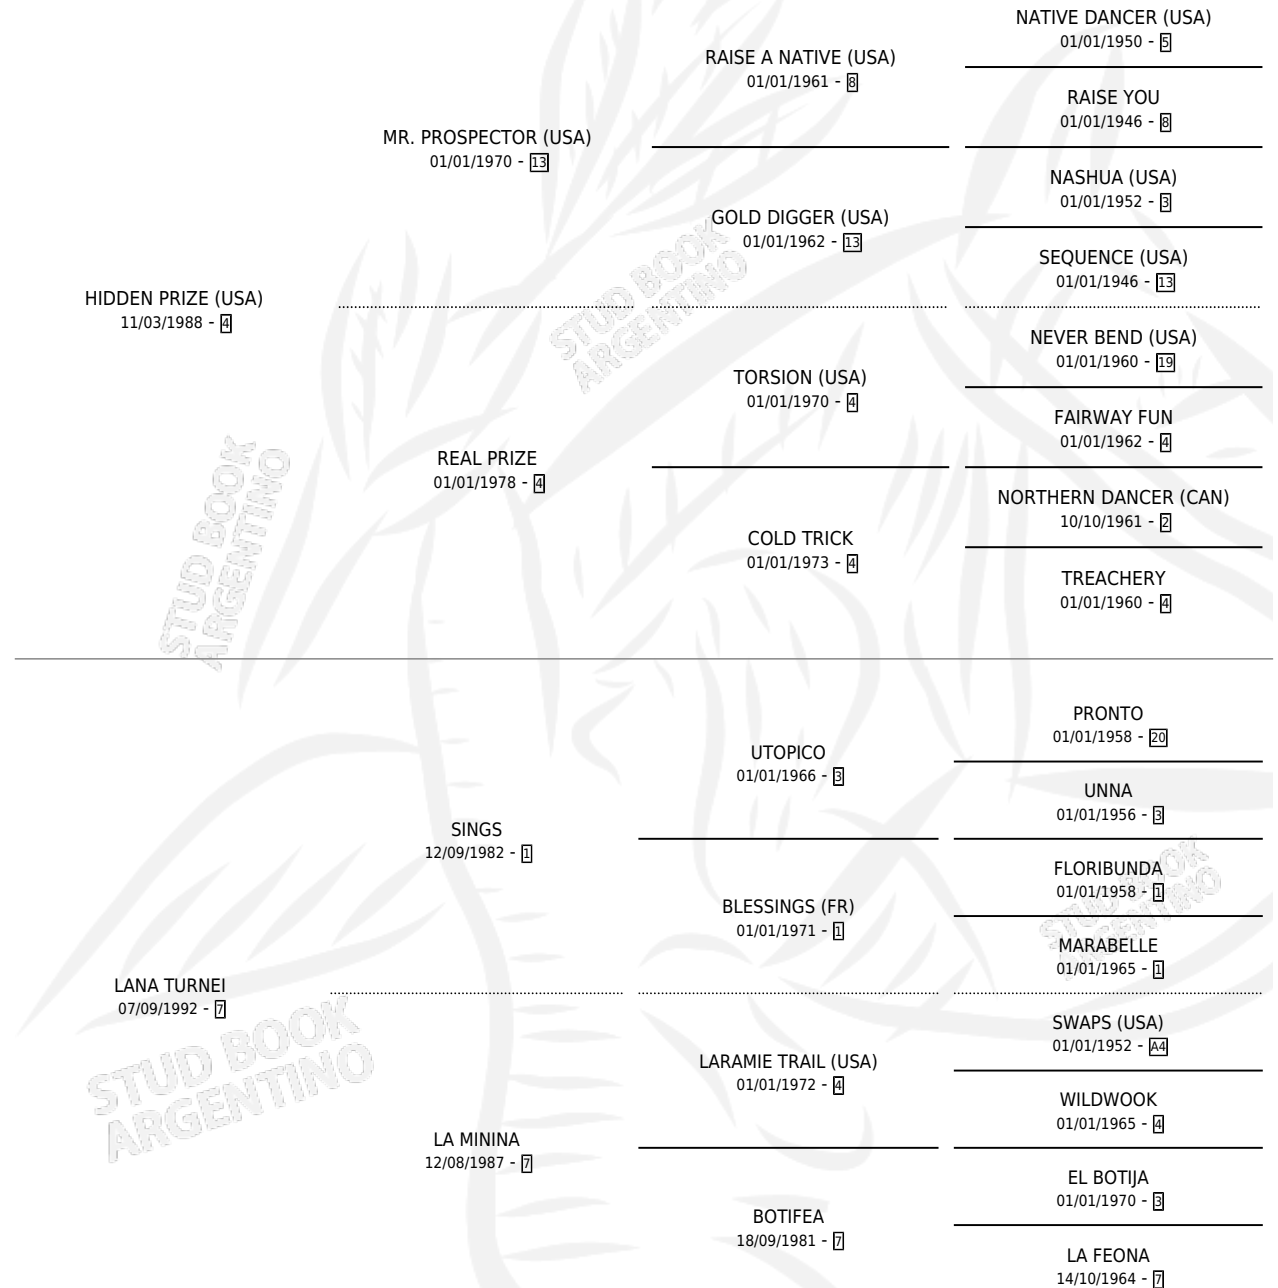 NATIVE DANCER (USA)
01/01/1950 - 5
RAISE A NATIVE (USA)
01/01/1961 - 8
RAISE YOU
01/01/1946 - 8
MR. PROSPECTOR (USA)
01/01/1970 - 13
NASHUA (USA)
01/01/1952 - 3
GOLD DIGGER (USA)
01/01/1962 - 13
SEQUENCE (USA)
01/01/1946 - 13
HIDDEN PRIZE (USA)
11/03/1988 - 4
NEVER BEND (USA)
01/01/1960 - 19
TORSION (USA)
01/01/1970 - 4
FAIRWAY FUN
01/01/1962 - 4
REAL PRIZE
01/01/1978 - 4
NORTHERN DANCER (CAN)
10/10/1961 - 2
COLD TRICK
01/01/1973 - 4
TREACHERY
01/01/1960 - 4
STUD BOOK
ARGENTINO
STUD BOOK
ARGENTINO
PRONTO
01/01/1958 - 20
UTOPICO
01/01/1966 - 3
UNNA
01/01/1956 - 3
SINGS
12/09/1982 - 1
FLORIBUNDA
01/01/1958 - 1
BLESSINGS (FR)
01/01/1971 - 1
MARABELLE
01/01/1965 - 1
LANA TURNEI
07/09/1992 - 7
SWAPS (USA)
01/01/1952 - A4
LARAMIE TRAIL (USA)
01/01/1972 - 4
WILDWOOK
01/01/1965 - 4
LA MININA
12/08/1987 - 7
EL BOTIJA
01/01/1970 - 3
BOTIFEA
18/09/1981 - 7
LA FEONA
14/10/1964 - 7
STUD BOOK
ARGENTINO
STUD BOOK
ARGENTINO